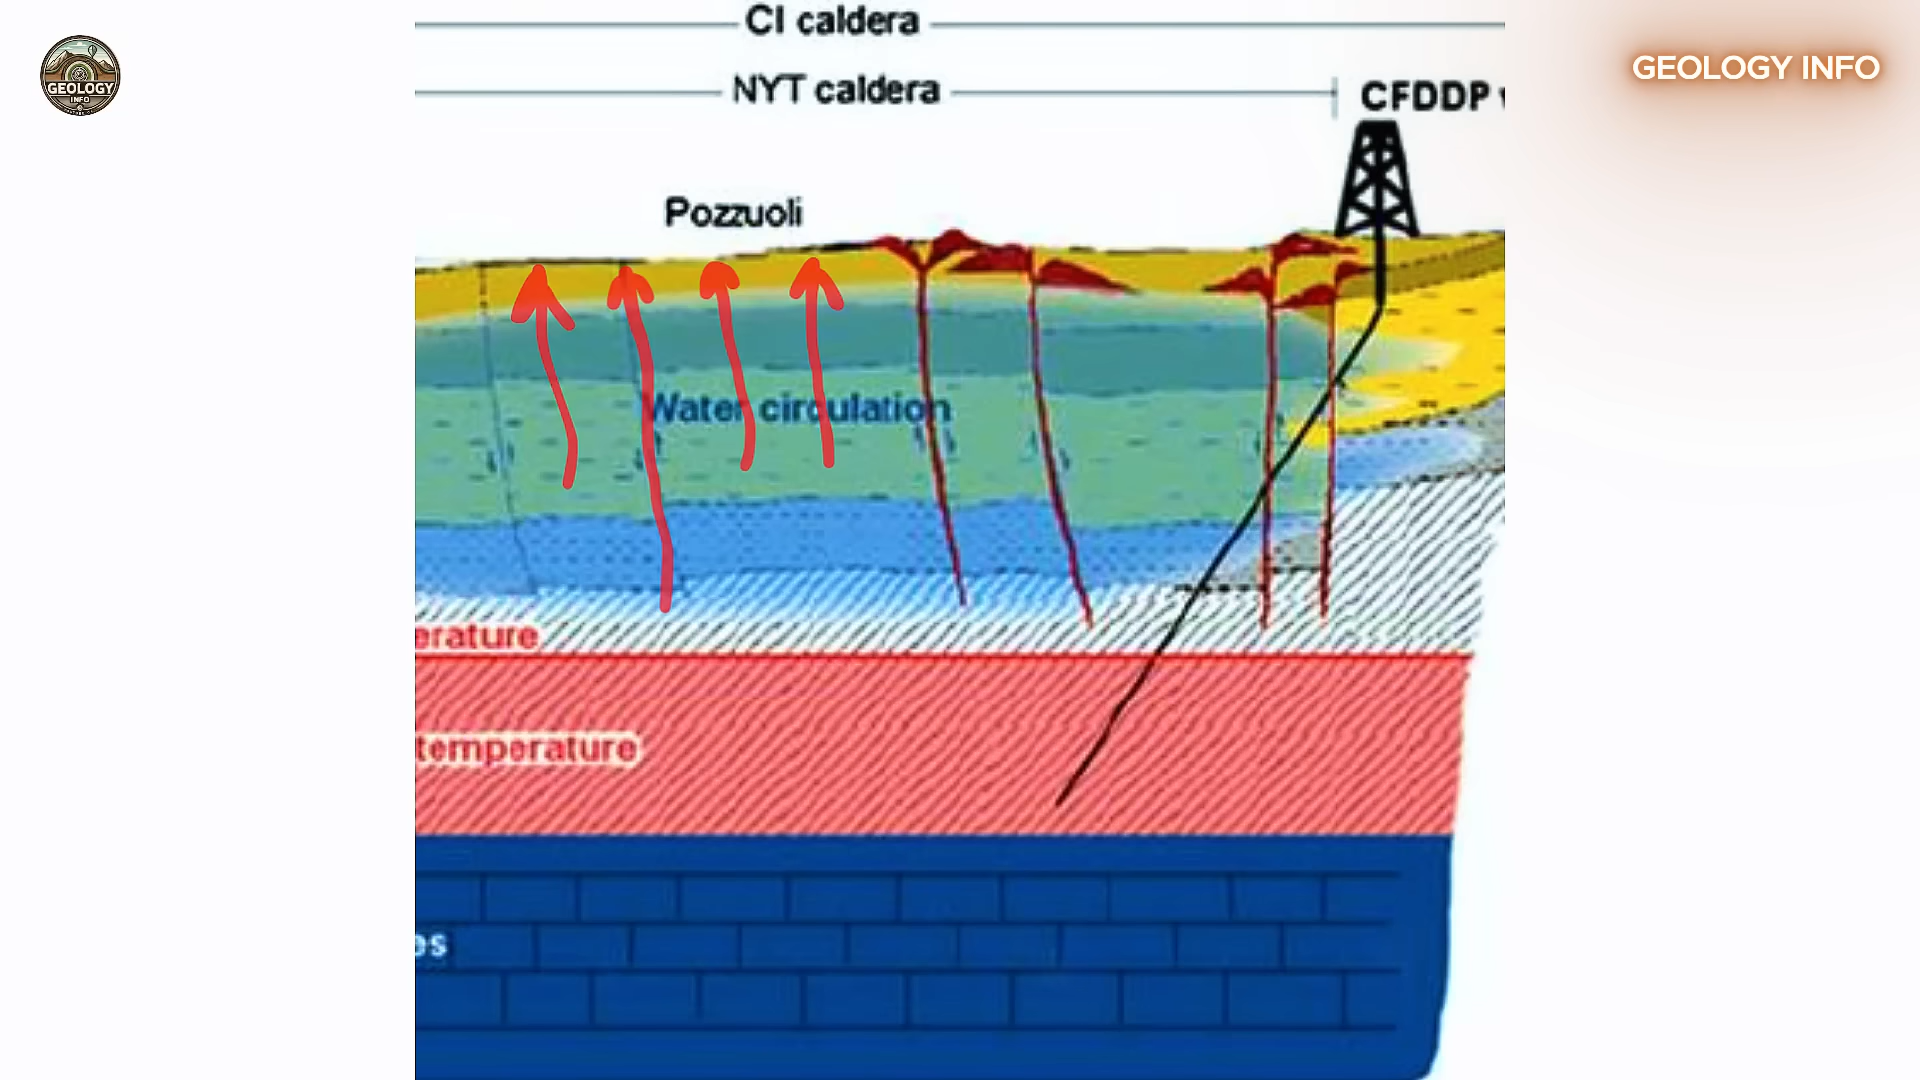 CI caldera
NYT caldera
GEOLOGY INFO
GEOLOGY
INFO
CFDDP
Pozzuoli
Water circulation
erature
temperature
es